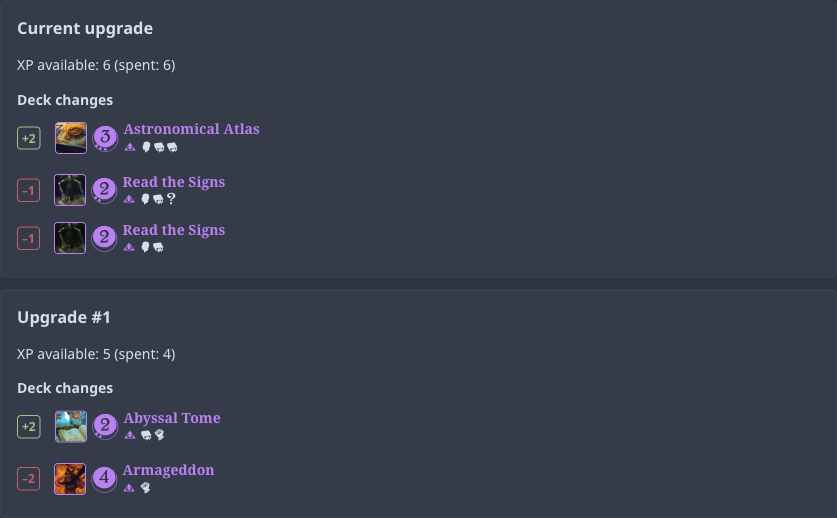 Current upgrade
XP available: 6 (spent: 6)
Deck changes
+2 3 Astronomical Atlas
–1 2 Read the Signs
?
–1 2 Read the Signs
Upgrade #1
XP available: 5 (spent: 4)
Deck changes
+2 2 Abyssal Tome
–2 4 Armageddon